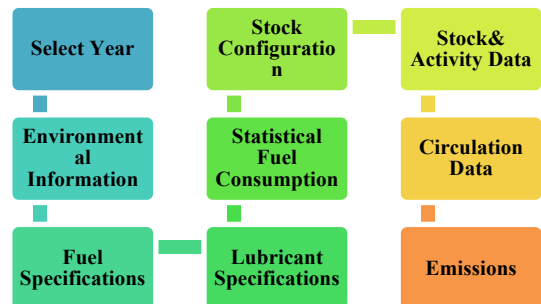 Select Year
Environment
al
Information
Fuel
Specifications
Lubricant
Specifications
Statistical
Fuel
Consumption
Stock
Configuratio
n
Stock&
Activity Data
Circulation
Data
Emissions